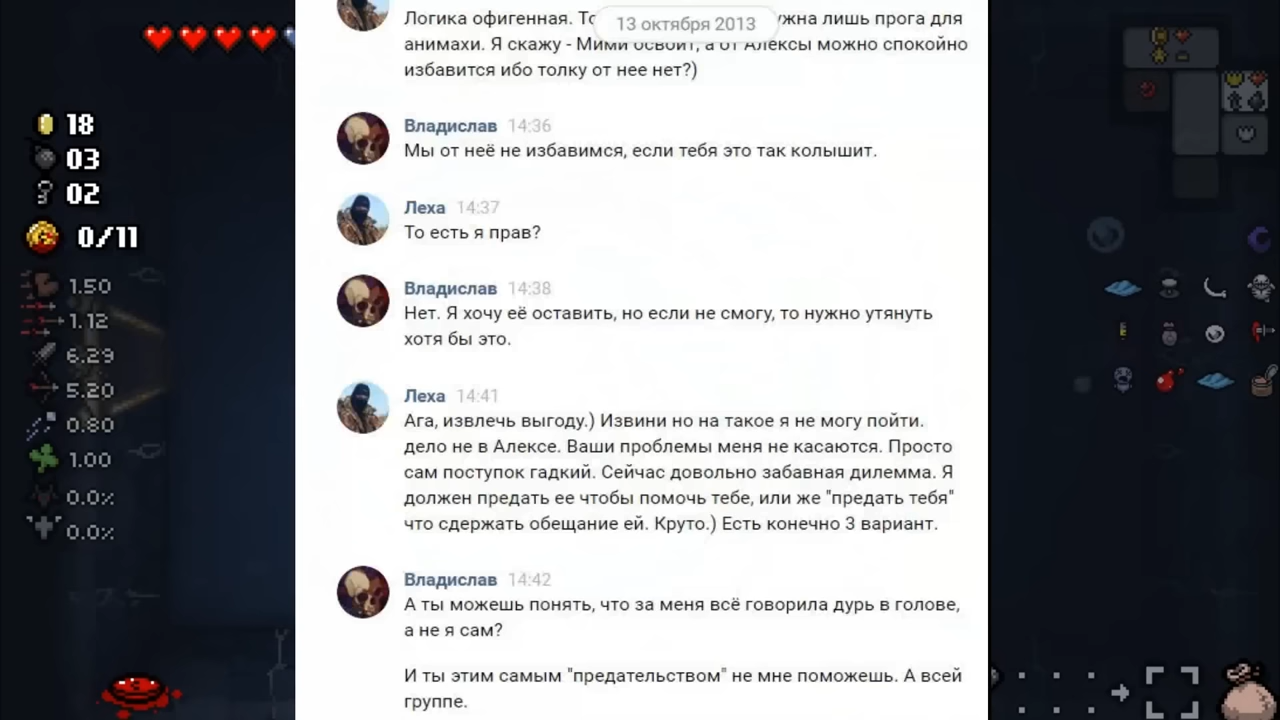 Логика офигенная. То
13 октября 2013
ужна лишь прога для
анимахи. Я скажу - Мими освоит, а от Алексы можно спокойно
избавится ибо толку от нее нет?)
Владислав 14:36
Мы от неё не избавимся, если тебя это так колышит.
Леха 14:37
То есть я прав?
Владислав 14:38
Нет. Я хочу её оставить, но если не смогу, то нужно утянуть
хотя бы это.
Леха 14:41
Ага, извлечь выгоду.) Извини но на такое я не могу пойти.
дело не в Алексе. Ваши проблемы меня не касаются. Просто
сам поступок гадкий. Сейчас довольно забавная дилемма. Я
должен предать ее чтобы помочь тебе, или же "предать тебя"
что сдержать обещание ей. Круто.) Есть конечно 3 вариант.
Владислав 14:42
А ты можешь понять, что за меня всё говорила дурь в голове,
а не я сам?
И ты этим самым "предательством" не мне поможешь. А всей
группе.
18
03
02
0/11
1.50
1.12
6.29
5.20
0.80
1.00
0.0%
0.0%